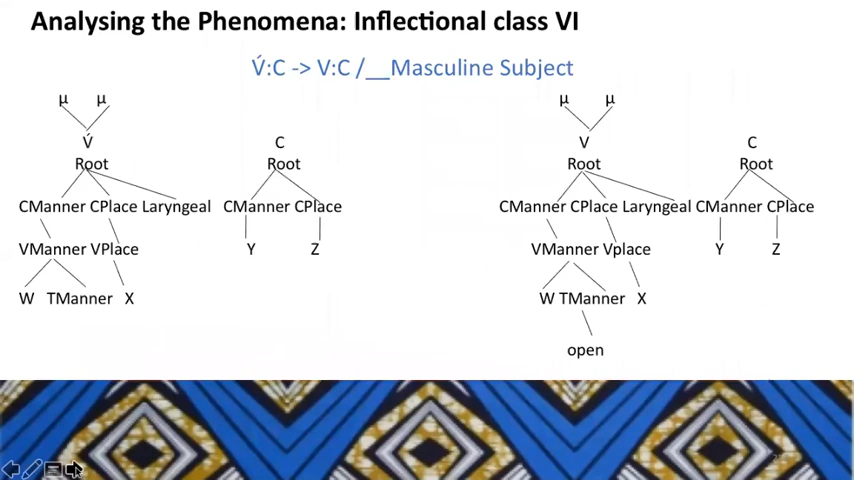 Analysing the Phenomena: Inflectional class VI
V́:C -> V:C /__Masculine Subject
μ μ μ μ
V́ C V C
Root Root Root Root
CManner CPlace Laryngeal CManner CPlace CManner CPlace Laryngeal CManner CPlace
VManner VPlace Y Z VManner Vplace Y Z
W TManner X W TManner X
open